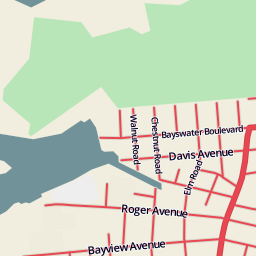 Walnut Road
Chestnut Road
Bayswater Boulevard
Davis Avenue
Elm Road
Roger Avenue
Bayview Avenue